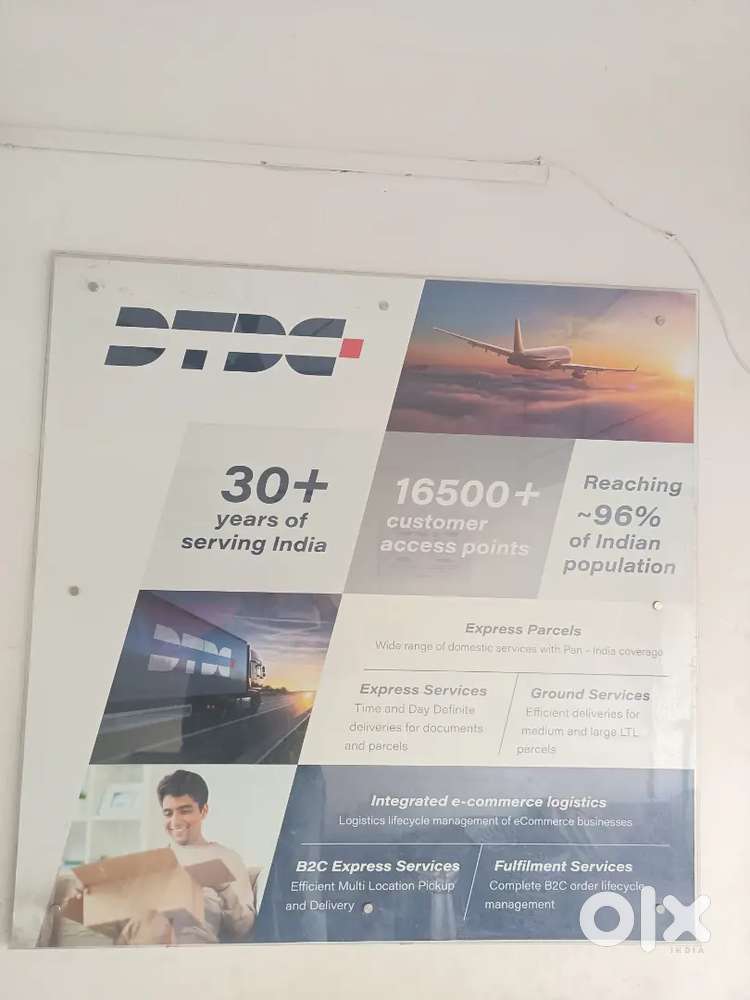 DTDC
30+
years of
serving India
16500+
customer
access points
Reaching
~96%
of Indian
population
DTDC
Express Parcels
Wide range of domestic services with Pan - India coverage
Express Services
Time and Day Definite
deliveries for documents
and parcels
Ground Services
Efficient deliveries for
medium and large LTL
parcels
Integrated e-commerce logistics
Logistics lifecycle management of eCommerce businesses
B2C Express Services
Efficient Multi Location Pickup
and Delivery
Fulfilment Services
Complete B2C order lifecycle
management
olx
INDIA